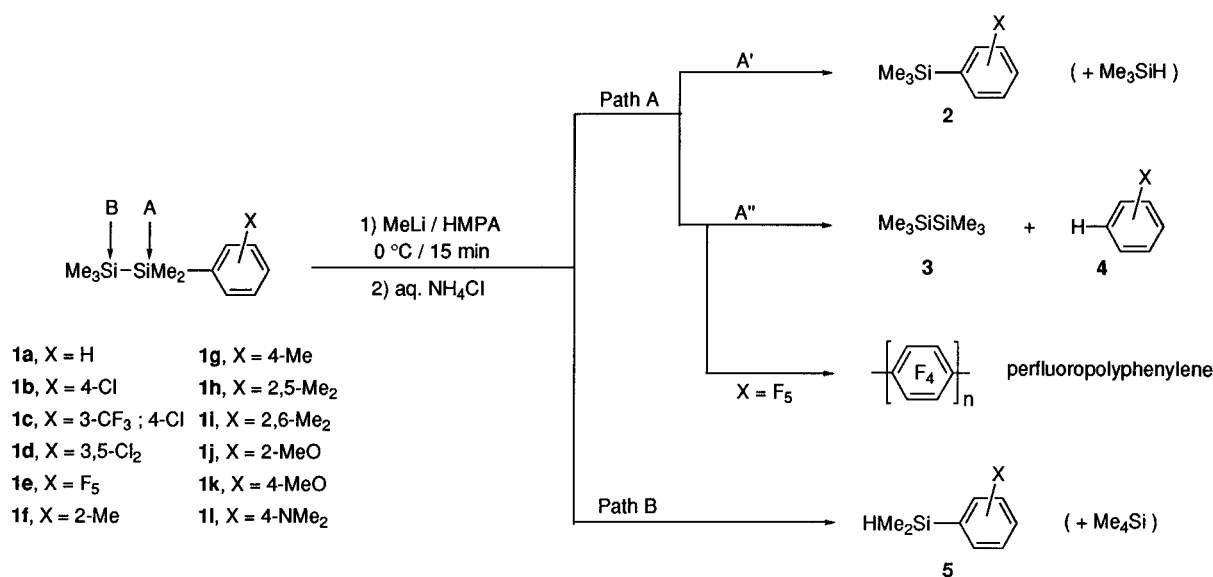 X
A'
Me₃Si
( + Me₃SiH )
2
Path A
B
A
X
Me₃Si — SiMe₂
1) MeLi / HMPA
0 °C / 15 min
2) aq. NH₄Cl
A"
Me₃SiSiMe₃
+
H
X
3
4
1a, X = H
1b, X = 4-Cl
1c, X = 3-CF₃ ; 4-Cl
1d, X = 3,5-Cl₂
1e, X = F₅
1f, X = 2-Me
1g, X = 4-Me
1h, X = 2,5-Me₂
1i, X = 2,6-Me₂
1j, X = 2-MeO
1k, X = 4-MeO
1l, X = 4-NMe₂
X = F₅
F₄
n
perfluoropolyphenylene
Path B
X
HMe₂Si
( + Me₄Si )
5